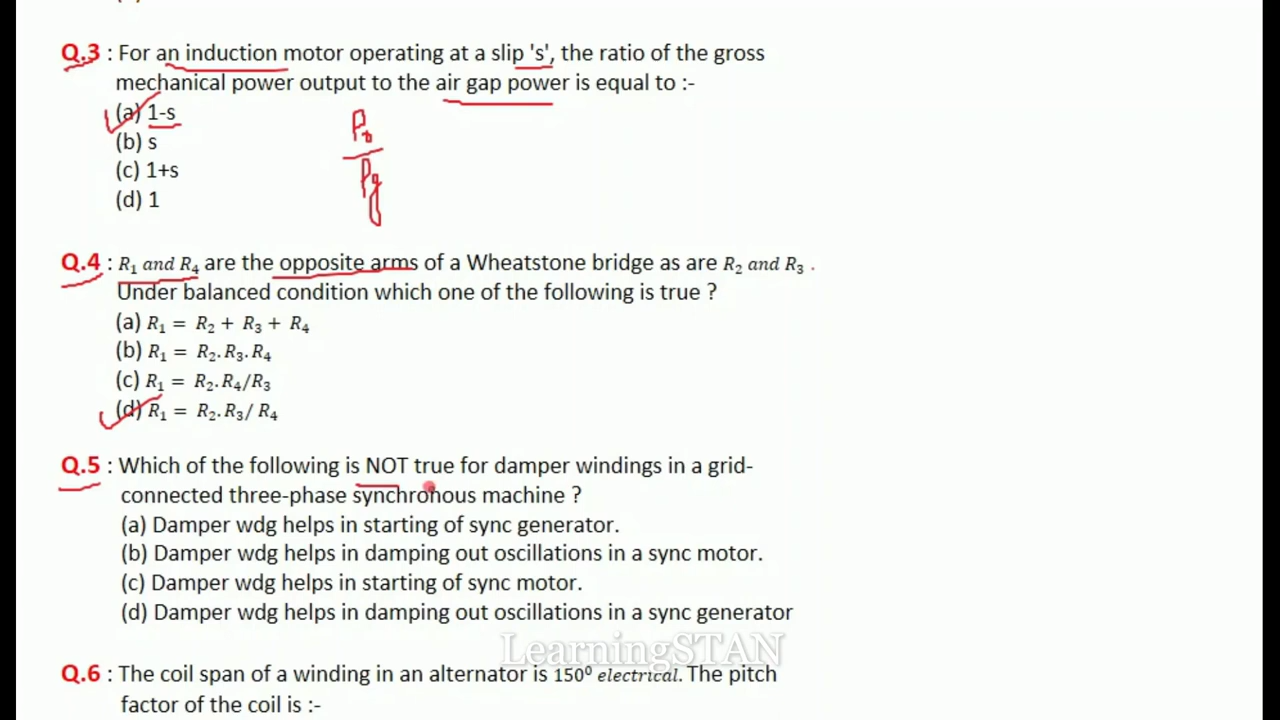 Q.3 : For an induction motor operating at a slip 's', the ratio of the gross
mechanical power output to the air gap power is equal to :-
(a) 1-s
(b) s
(c) 1+s
(d) 1
Pg
Q.4 : R₁ and R₄ are the opposite arms of a Wheatstone bridge as are R₂ and R₃ .
Under balanced condition which one of the following is true ?
(a) R₁ = R₂ + R₃ + R₄
(b) R₁ = R₂.R₃.R₄
(c) R₁ = R₂.R₄/R₃
(d) R₁ = R₂.R₃/ R₄
Q.5 : Which of the following is NOT true for damper windings in a grid-
connected three-phase synchronous machine ?
(a) Damper wdg helps in starting of sync generator.
(b) Damper wdg helps in damping out oscillations in a sync motor.
(c) Damper wdg helps in starting of sync motor.
(d) Damper wdg helps in damping out oscillations in a sync generator
LearningSTAN
Q.6 : The coil span of a winding in an alternator is 150⁰ electrical. The pitch
factor of the coil is :-